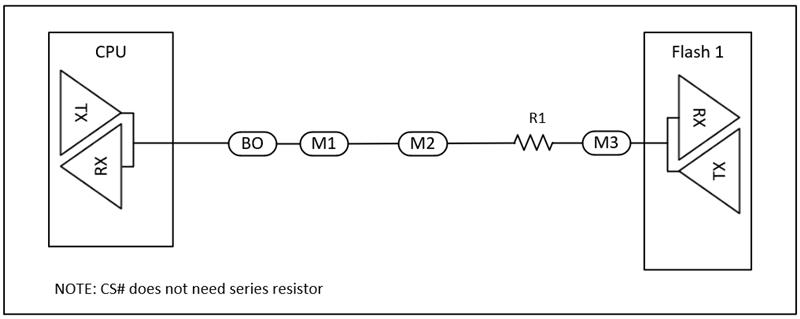 CPU
Flash 1
TX
RX
BO
M1
M2
R1
M3
RX
TX
NOTE: CS# does not need series resistor